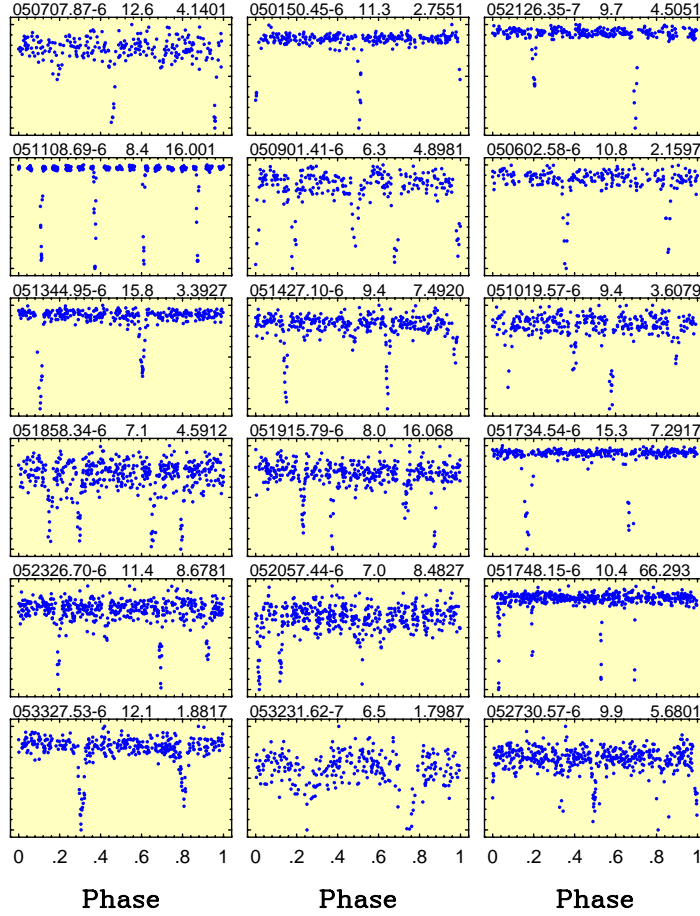 050707.87-6 12.6 4.1401 050150.45-6 11.3 2.7551 052126.35-7 9.7 4.5051
051108.69-6 8.4 16.001 050901.41-6 6.3 4.8981 050602.58-6 10.8 2.1597
051344.95-6 15.8 3.3927 051427.10-6 9.4 7.4920 051019.57-6 9.4 3.6079
051858.34-6 7.1 4.5912 051915.79-6 8.0 16.068 051734.54-6 15.3 7.2917
052326.70-6 11.4 8.6781 052057.44-6 7.0 8.4827 051748.15-6 10.4 66.293
053327.53-6 12.1 1.8817 053231.62-7 6.5 1.7987 052730.57-6 9.9 5.6801
0 .2 .4 .6 .8 1 0 .2 .4 .6 .8 1 0 .2 .4 .6 .8 1
Phase Phase Phase